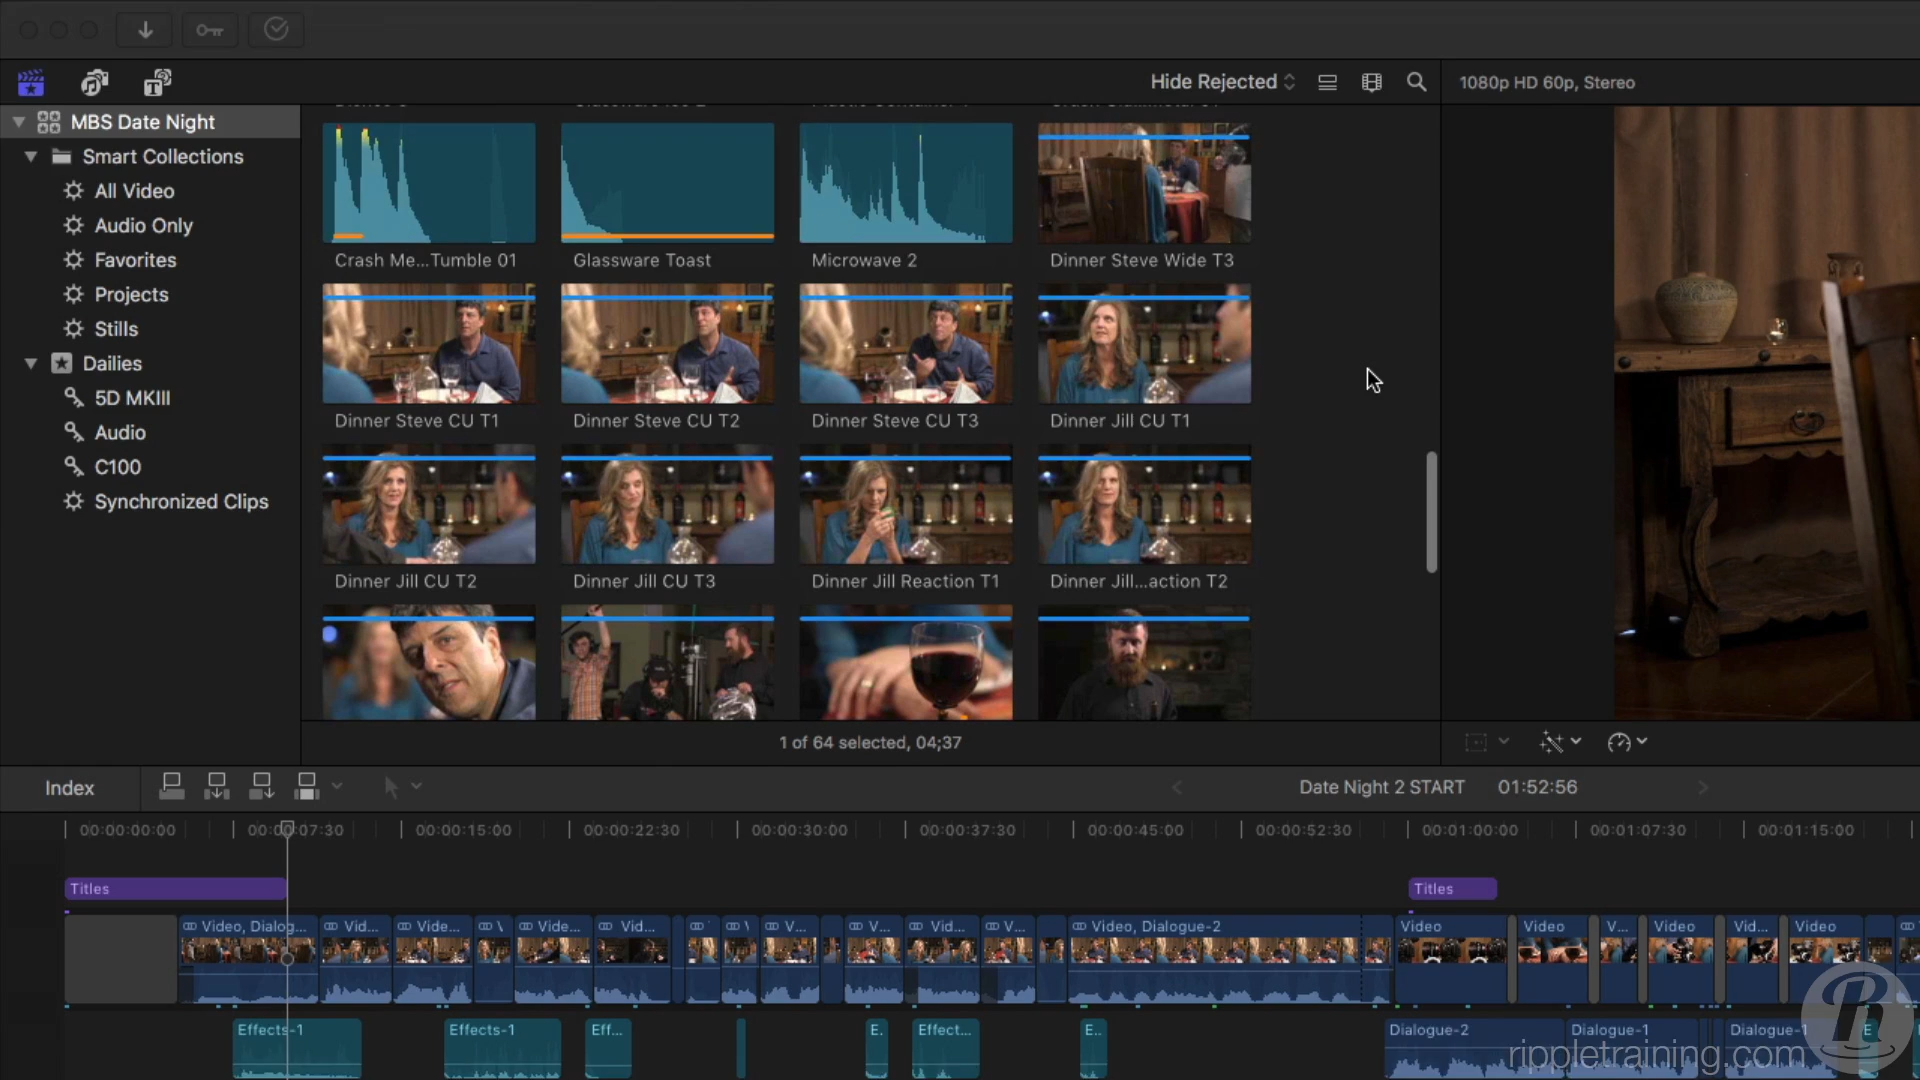 Hide Rejected
1080p HD 60p, Stereo
MBS Date Night
Smart Collections
All Video
Audio Only
Favorites
Projects
Stills
Dailies
5D MKIII
Audio
C100
Synchronized Clips
Crash Me...Tumble 01
Glassware Toast
Microwave 2
Dinner Steve Wide T3
Dinner Steve CU T1
Dinner Steve CU T2
Dinner Steve CU T3
Dinner Jill CU T1
Dinner Jill CU T2
Dinner Jill CU T3
Dinner Jill Reaction T1
Dinner Jill...action T2
1 of 64 selected, 04;37
Index
Date Night 2 START 01:52:56
00:00:00:00
00:00:07:30
00:00:15:00
00:00:22:30
00:00:30:00
00:00:37:30
00:00:45:00
00:00:52:30
00:01:00:00
00:01:07:30
00:01:15:00
Titles
Titles
Video, Dialog...
Vid...
Vide...
Vide...
Vid...
V...
V...
Vid...
V...
Video, Dialogue-2
Video
Video
V...
Video
Vid...
Video
Effects-1
Effects-1
Eff...
E.
Effect...
E..
Dialogue-2
Dialogue-1
Dialogue-1
E
rippletraining.com